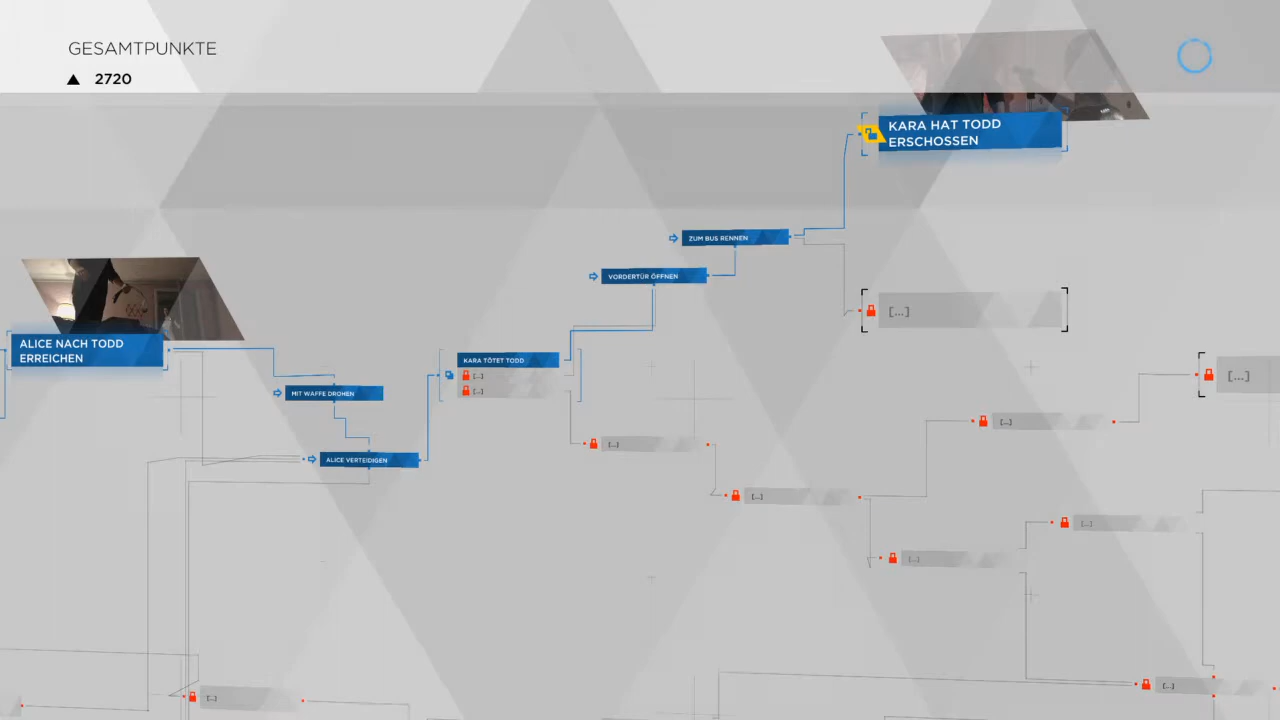 GESAMTPUNKTE
2720
KARA HAT TODD
ERSCHOSSEN
ZUM BUS RENNEN
VORDERTÜR ÖFFNEN
[...]
ALICE NACH TODD
ERREICHEN
KARA TÖTET TODD
[...]
[...]
[...]
MIT WAFFE DROHEN
[...]
[...]
ALICE VERTEIDIGEN
[...]
[...]
[...]
[...]
[...]